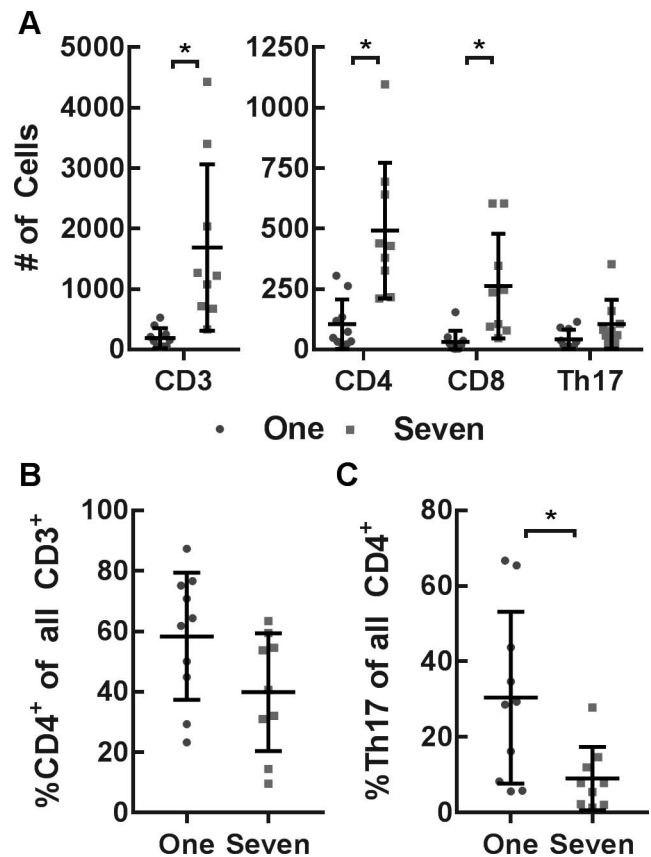 A
# of Cells
5000
4000
3000
2000
1000
0
*
CD3
1250
1000
750
500
250
0
*
*
CD4 CD8 Th17
One Seven
B
%CD4+ of all CD3+
100
80
60
40
20
0
One Seven
C
%Th17 of all CD4+
80
60
40
20
0
*
One Seven